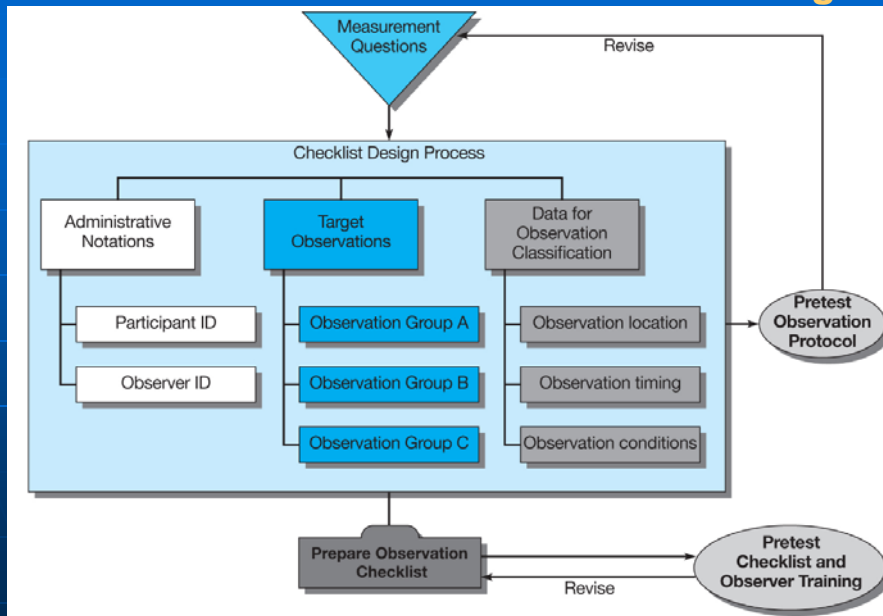 Measurement
Questions
Revise
Checklist Design Process
Administrative
Notations
Target
Observations
Data for
Observation
Classification
Participant ID
Observation Group A
Observation location
Pretest
Observation
Protocol
Observer ID
Observation Group B
Observation timing
Observation Group C
Observation conditions
Prepare Observation
Checklist
Pretest
Checklist and
Observer Training
Revise